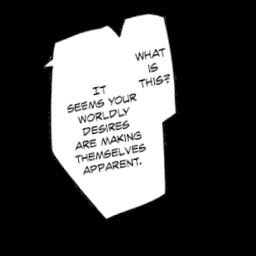 WHAT
IS
THIS?
IT
SEEMS YOUR
WORLDLY
DESIRES
ARE MAKING
THEMSELVES
APPARENT.